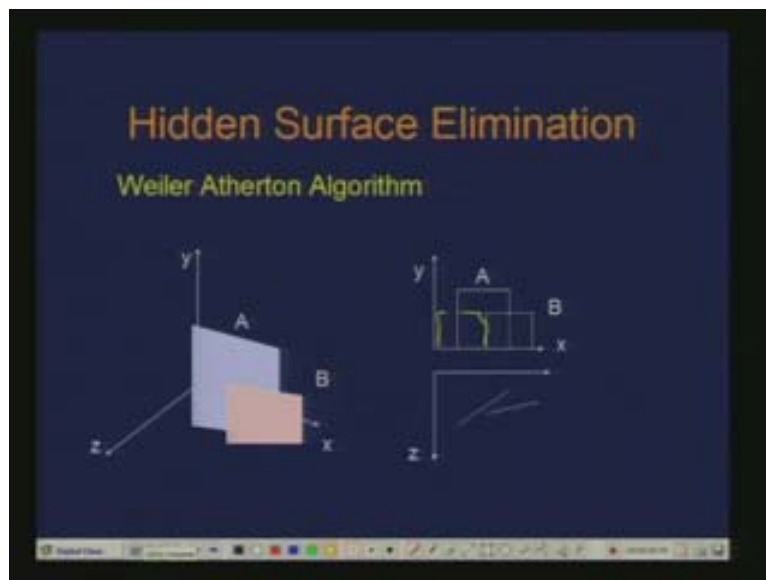 Hidden Surface Elimination
Weiler Atherton Algorithm
y
A
B
z
x
y
A
B
x
z